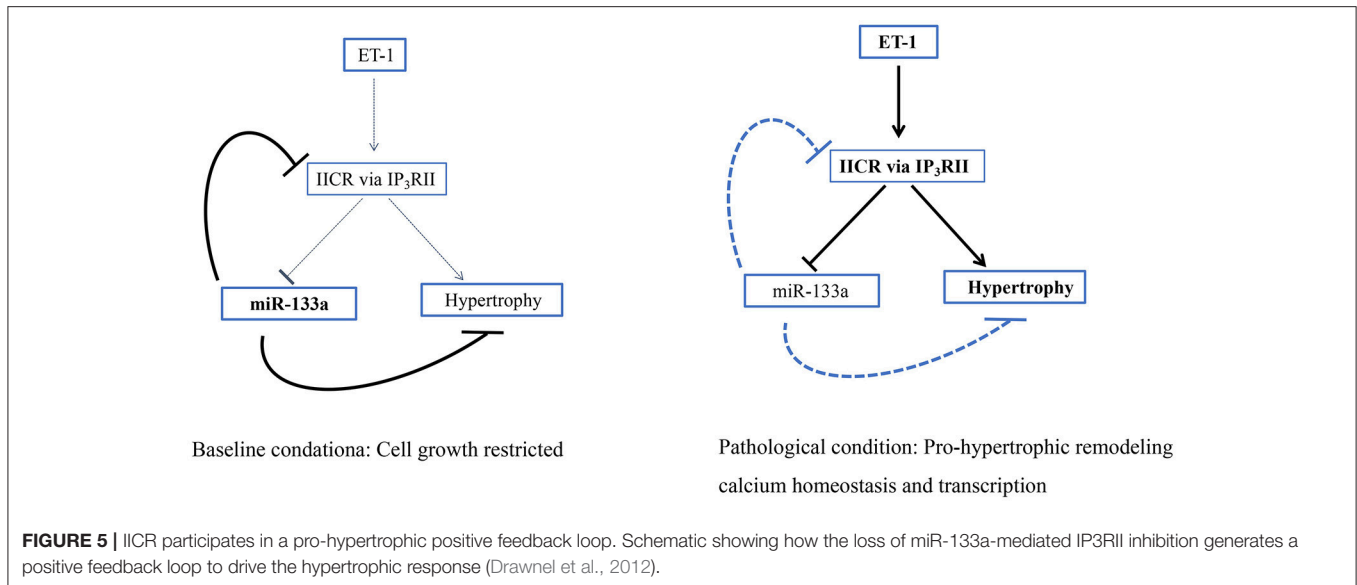 ET-1
IICR via IP₃RII
miR-133a
Hypertrophy
Baseline condationa: Cell growth restricted
ET-1
IICR via IP₃RII
miR-133a
Hypertrophy
Pathological condition: Pro-hypertrophic remodeling
calcium homeostasis and transcription
FIGURE 5 | IICR participates in a pro-hypertrophic positive feedback loop. Schematic showing how the loss of miR-133a-mediated IP3RII inhibition generates a
positive feedback loop to drive the hypertrophic response (Drawnel et al., 2012).